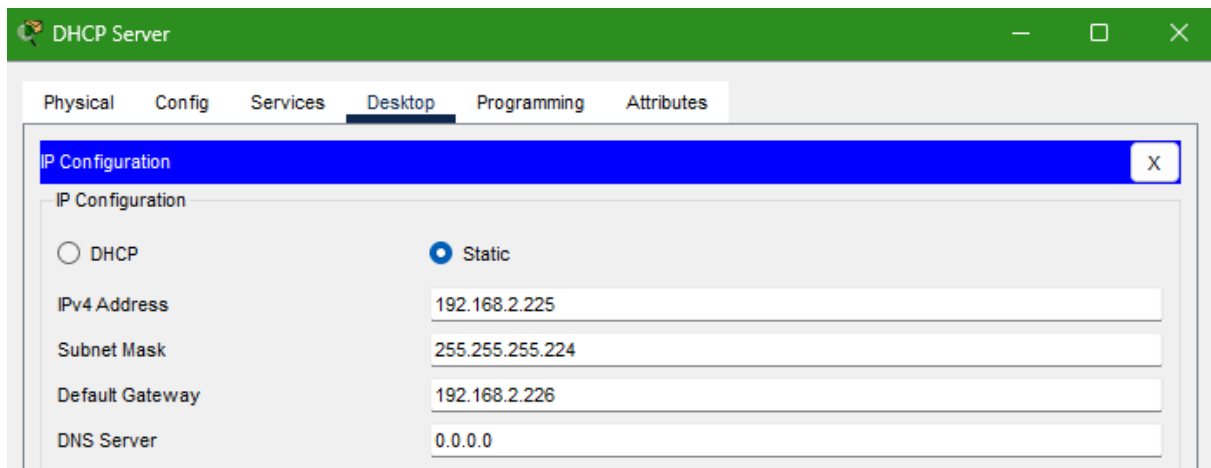 DHCP Server
Physical Config Services Desktop Programming Attributes
IP Configuration X
IP Configuration
DHCP Static
IPv4 Address 192.168.2.225
Subnet Mask 255.255.255.224
Default Gateway 192.168.2.226
DNS Server 0.0.0.0